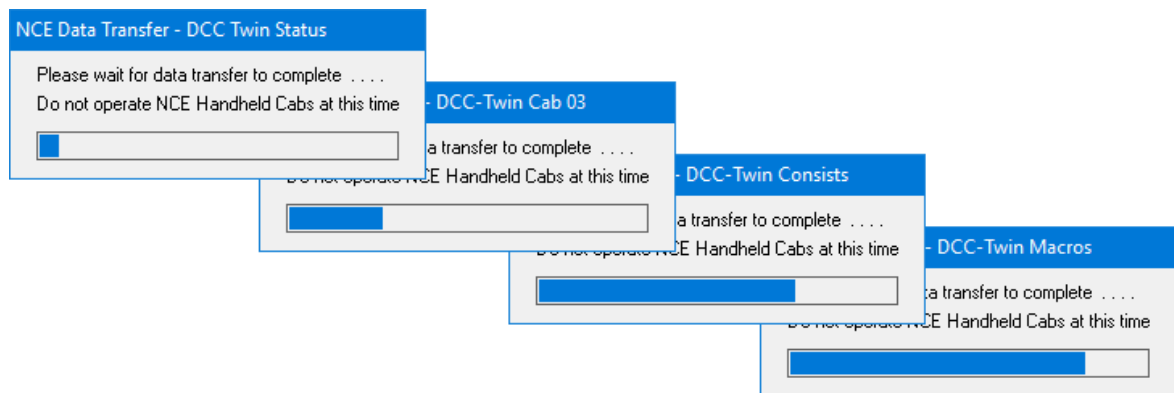 NCE Data Transfer - DCC Twin Status
Please wait for data transfer to complete . . . .
Do not operate NCE Handheld Cabs at this time
- DCC-Twin Cab 03
a transfer to complete . . . .
NCE Handheld Cabs at this time
- DCC-Twin Consists
a transfer to complete . . . .
NCE Handheld Cabs at this time
- DCC-Twin Macros
ta transfer to complete . . . .
NCE Handheld Cabs at this time